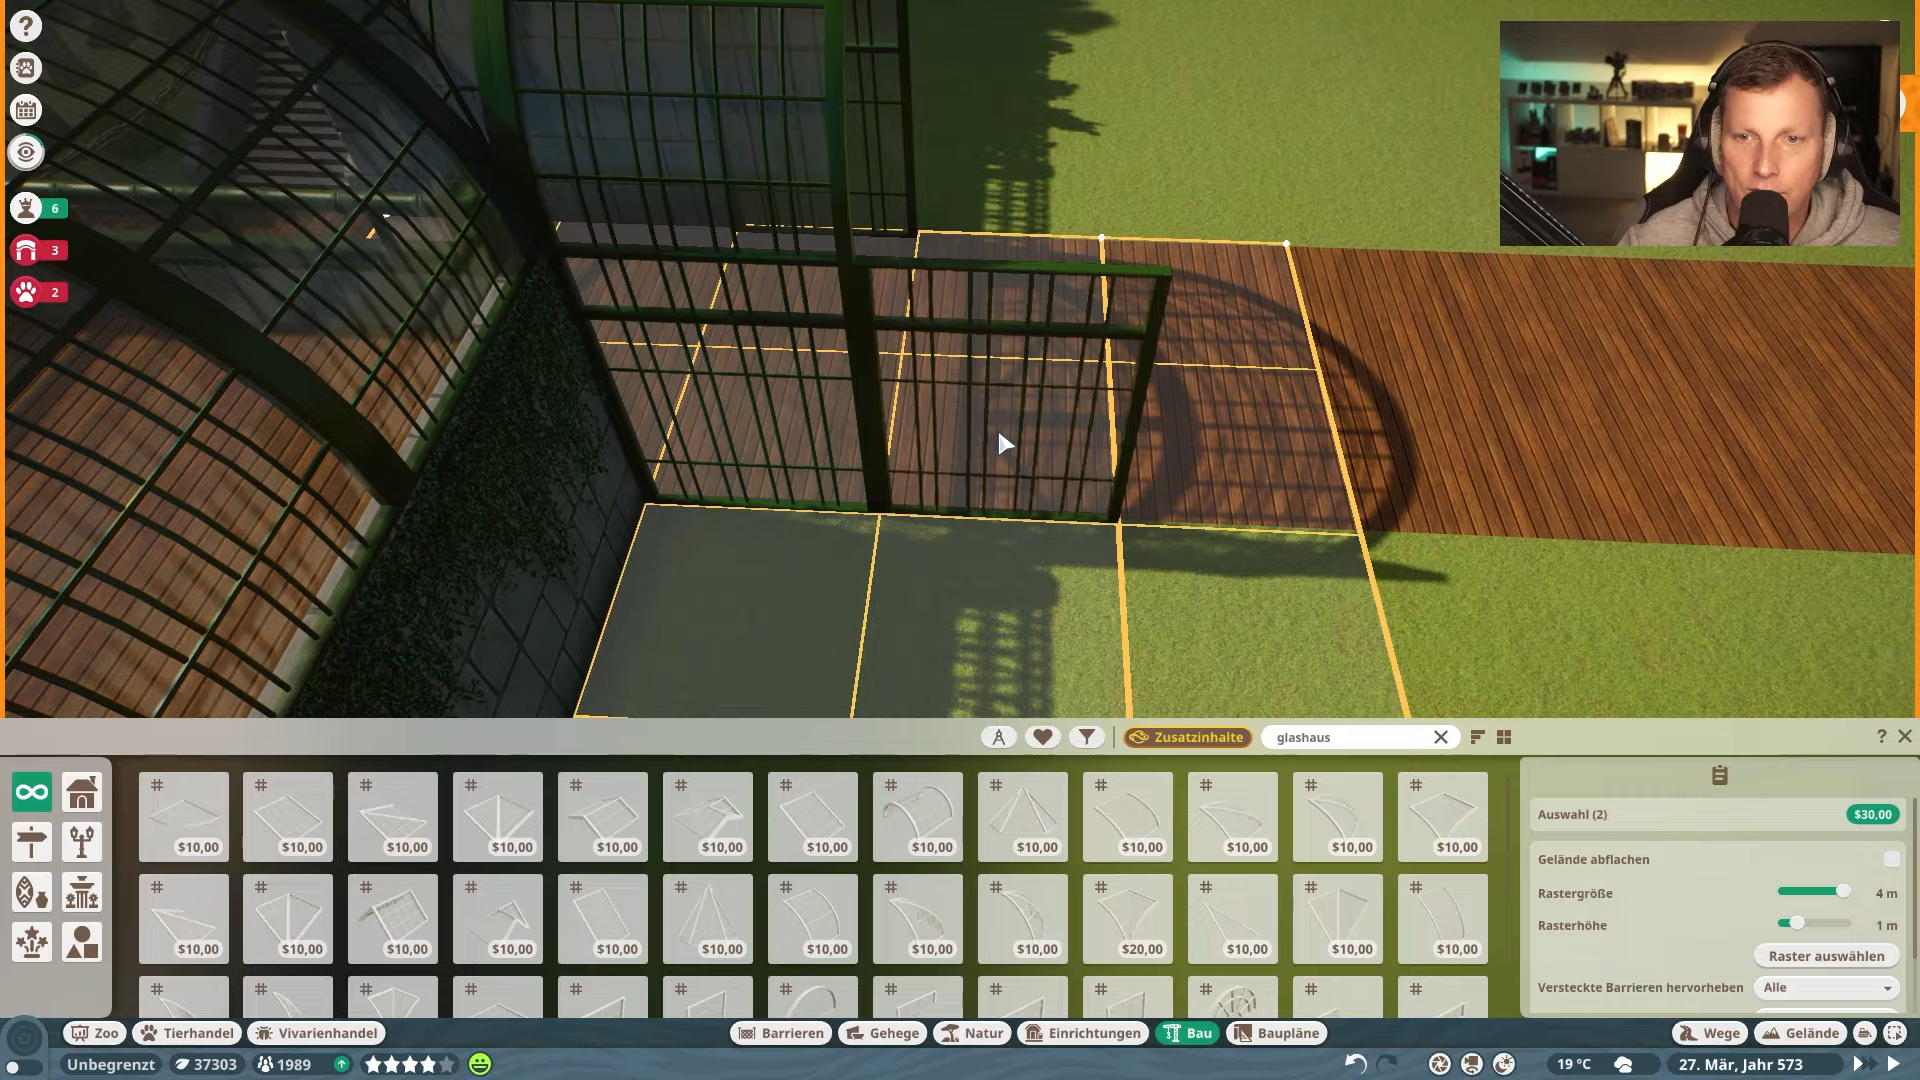 6
3
2
Zusatzinhalte
glashaus
$10,00 $10,00 $10,00 $10,00 $10,00 $10,00 $10,00 $10,00 $10,00 $10,00 $10,00 $10,00 $10,00
$10,00 $10,00 $10,00 $10,00 $10,00 $10,00 $10,00 $10,00 $10,00 $20,00 $10,00 $10,00 $10,00
Auswahl (2) $30,00
Gelände abflachen
Rastergröße 4 m
Rasterhöhe 1 m
Raster auswählen
Versteckte Barrieren hervorheben Alle
Zoo Tierhandel Vivarienhandel Barrieren Gehege Natur Einrichtungen Bau Baupläne Wege Gelände
Unbegrenzt 37303 1989 19 °C 27. Mär, Jahr 573